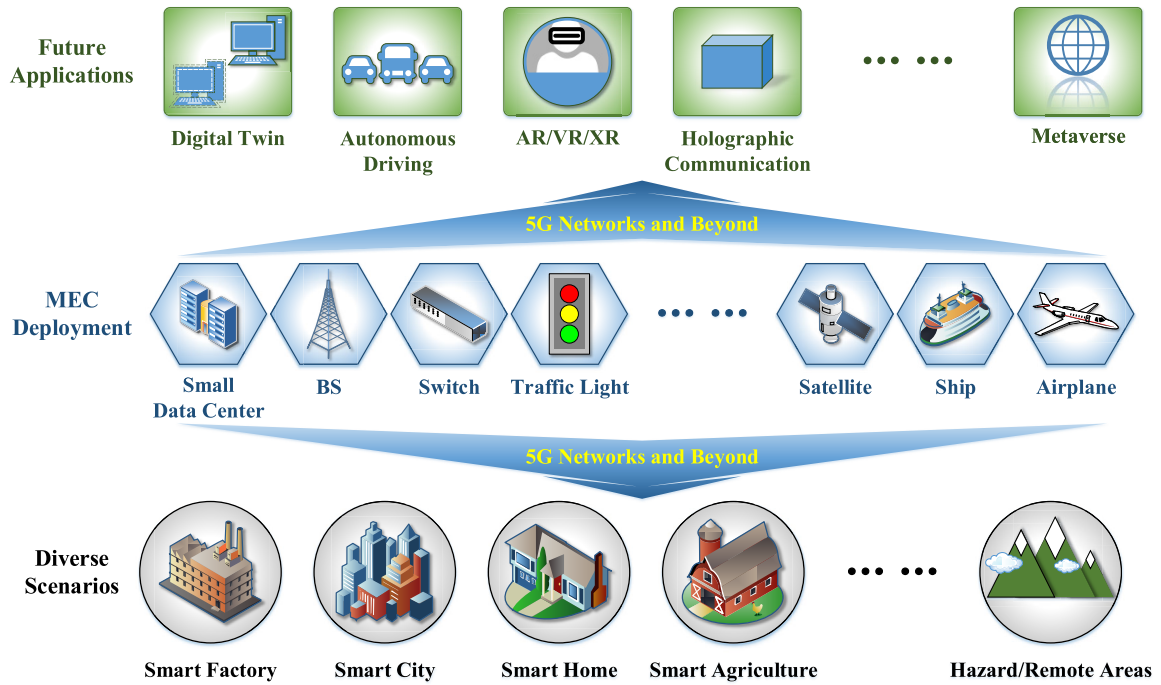 Future
Applications
Digital Twin
Autonomous
Driving
AR/VR/XR
Holographic
Communication
... ...
Metaverse
5G Networks and Beyond
MEC
Deployment
Small
Data Center
BS
Switch
Traffic Light
... ...
Satellite
Ship
Airplane
5G Networks and Beyond
Diverse
Scenarios
Smart Factory
Smart City
Smart Home
Smart Agriculture
... ...
Hazard/Remote Areas